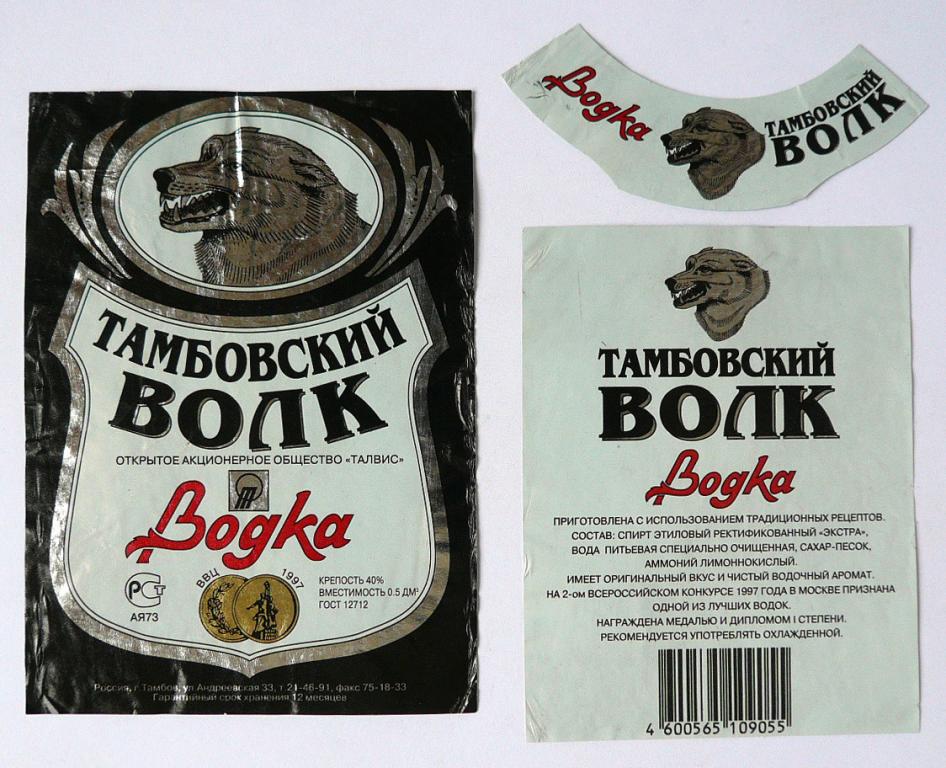 ТАМБОВСКИЙ
ВОЛК
ОТКРЫТОЕ АКЦИОНЕРНОЕ ОБЩЕСТВО «ТАЛВИС»
Водка
РСТ
АЯ73
ВВЦ 1997
КРЕПОСТЬ 40%
ВМЕСТИМОСТЬ 0.5 ДМ³
ГОСТ 12712
Россия, г.Тамбов, ул Андреевская 33, т.21-46-91, факс 75-18-33
Гарантийный срок хранения 12 месяцев
Водка
ТАМБОВСКИЙ
ВОЛК
ТАМБОВСКИЙ
ВОЛК
Водка
ПРИГОТОВЛЕНА С ИСПОЛЬЗОВАНИЕМ ТРАДИЦИОННЫХ РЕЦЕПТОВ.
СОСТАВ: СПИРТ ЭТИЛОВЫЙ РЕКТИФИКОВАННЫЙ «ЭКСТРА»,
ВОДА ПИТЬЕВАЯ СПЕЦИАЛЬНО ОЧИЩЕННАЯ, САХАР-ПЕСОК,
АММОНИЙ ЛИМОННОКИСЛЫЙ.
ИМЕЕТ ОРИГИНАЛЬНЫЙ ВКУС И ЧИСТЫЙ ВОДОЧНЫЙ АРОМАТ.
НА 2-ОМ ВСЕРОССИЙСКОМ КОНКУРСЕ 1997 ГОДА В МОСКВЕ ПРИЗНАНА
ОДНОЙ ИЗ ЛУЧШИХ ВОДОК.
НАГРАЖДЕНА МЕДАЛЬЮ И ДИПЛОМОМ I СТЕПЕНИ.
РЕКОМЕНДУЕТСЯ УПОТРЕБЛЯТЬ ОХЛАЖДЕННОЙ.
4 600565 109055